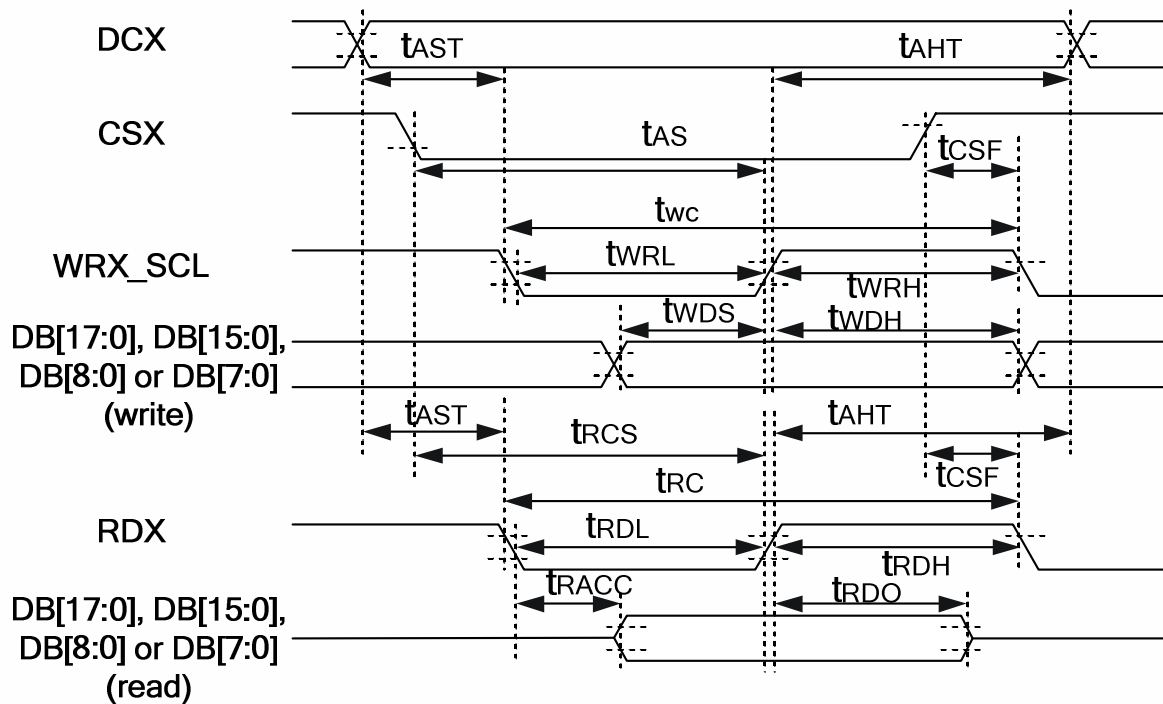 DCX
tAST
tAHT
CSX
tAS
tCSF
twc
WRX_SCL
tWRL
tWRH
tWDS
tWDH
DB[17:0], DB[15:0],
DB[8:0] or DB[7:0]
(write)
tAST
tRCS
tAHT
tCSF
tRC
RDX
tRDL
tRDH
tRACC
tRDO
DB[17:0], DB[15:0],
DB[8:0] or DB[7:0]
(read)